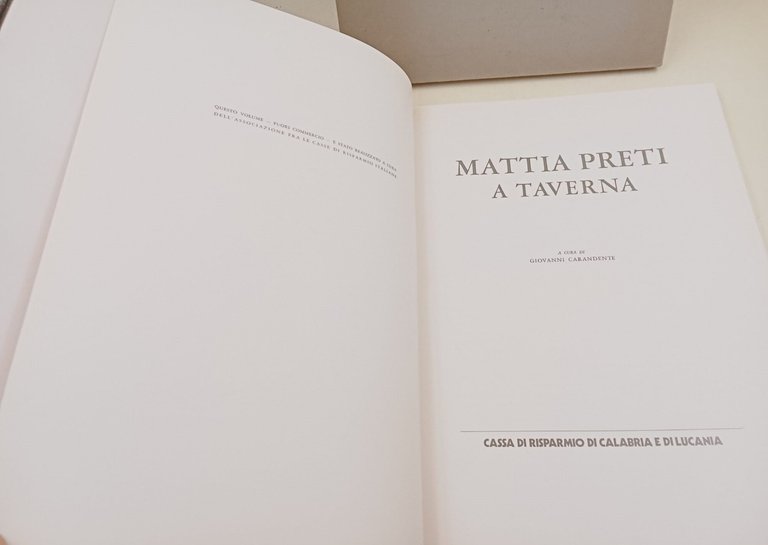 QUESTO VOLUME – FUORI COMMERCIO – È STATO REALIZZATO A CURA
DELL'ASSOCIAZIONE FRA LE CASSE DI RISPARMIO ITALIANE
MATTIA PRETI
A TAVERNA
A CURA DI
GIOVANNI CARANDENTE
CASSA DI RISPARMIO DI CALABRIA E DI LUCANIA